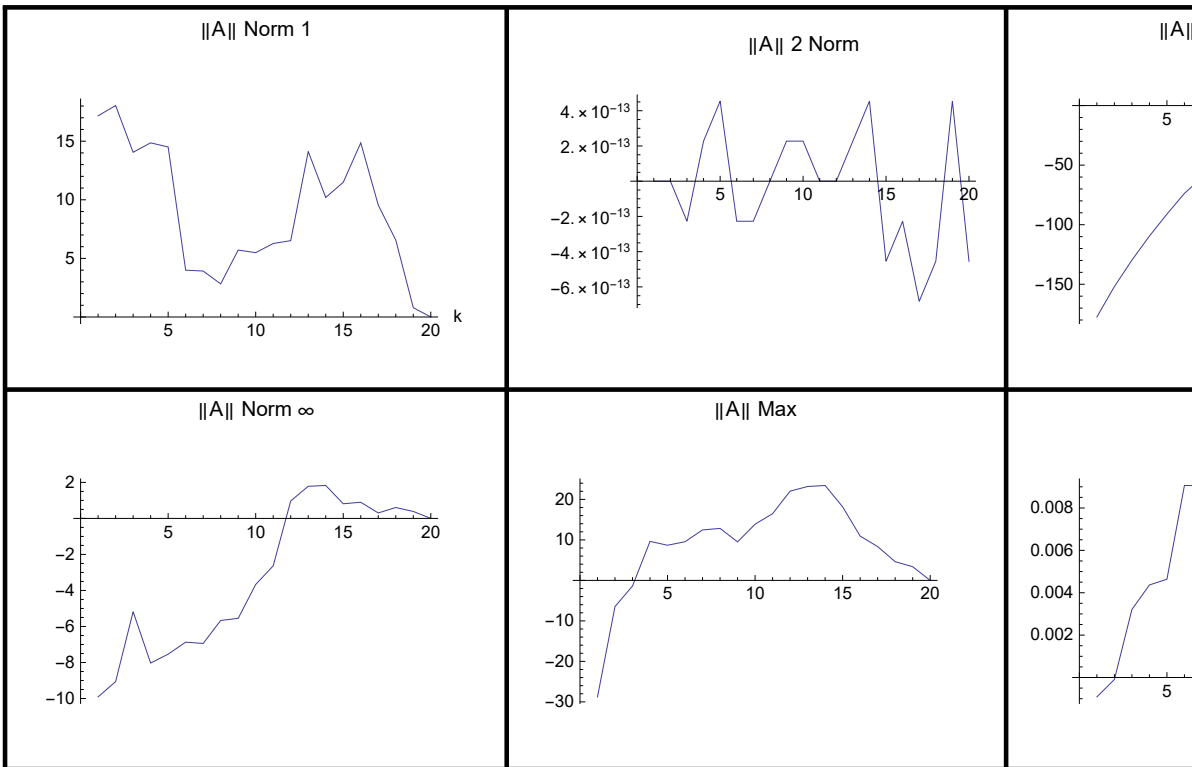 ‖A‖ Norm 1
15
10
5
5 10 15 20
k
‖A‖ 2 Norm
4. × 10⁻¹³
2. × 10⁻¹³
5 10 15 20
−2. × 10⁻¹³
−4. × 10⁻¹³
−6. × 10⁻¹³
‖A‖
5
−50
−100
−150
‖A‖ Norm ∞
2
5 10 15 20
−2
−4
−6
−8
−10
‖A‖ Max
20
10
5 10 15 20
−10
−20
−30
0.008
0.006
0.004
0.002
5